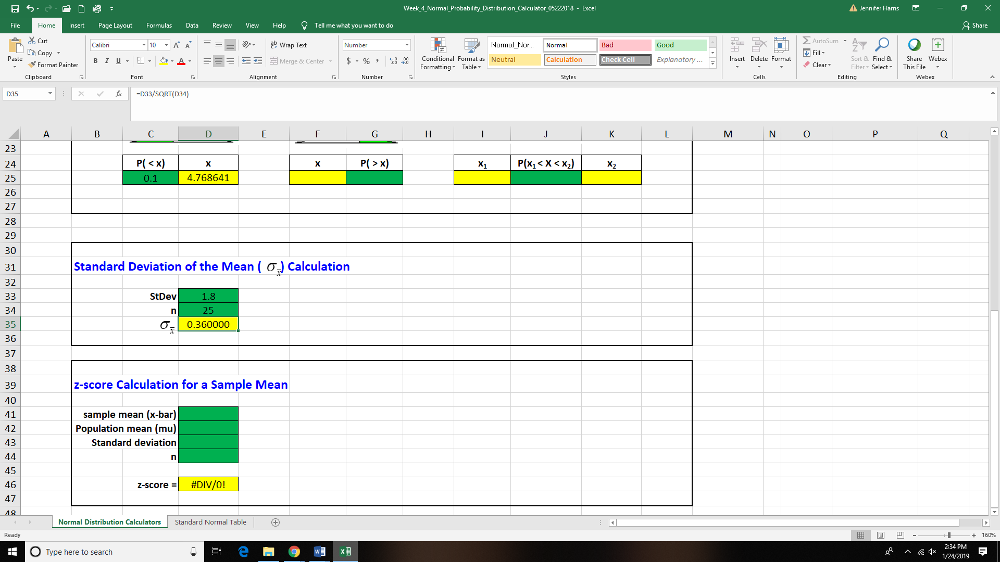 Week_4_Normal_Probability_Distribution_Calculator_05222018 - Excel
Jennifer Harris
File Home Insert Page Layout Formulas Data Review View Help Tell me what you want to do Share
Paste Cut Copy Format Painter Clipboard
Calibri 10 A A B I U A Font
ab Wrap Text Merge & Center Alignment
Number $ % , .00 Number
Conditional Formatting Format as Table
Normal_Nor... Normal Bad Good
Neutral Calculation Check Cell Explanatory ...
Styles
Insert Delete Format Cells
AutoSum Fill Clear Sort & Filter Find & Select Editing
Share This File Webex Webex
D35 fx =D33/SQRT(D34)
A B C D E F G H I J K L M N O P Q
23
24 P( < x) x x P( > x) x1 P(x1 < X < x2) x2
25 0.1 4.768641
26
27
28
29
30
31 Standard Deviation of the Mean ( σx̅) Calculation
32
33 StDev 1.8
34 n 25
35 σx̅ 0.360000
36
37
38
39 z-score Calculation for a Sample Mean
40
41 sample mean (x-bar)
42 Population mean (mu)
43 Standard deviation
44 n
45
46 z-score = #DIV/0!
47
48
Normal Distribution Calculators Standard Normal Table
Ready 160%
Type here to search
2:34 PM
1/24/2019